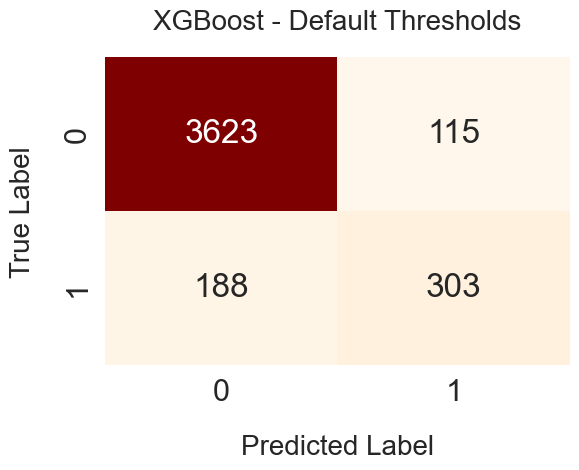 XGBoost - Default Thresholds
True Label
0
3623 115
1
188 303
0 1
Predicted Label